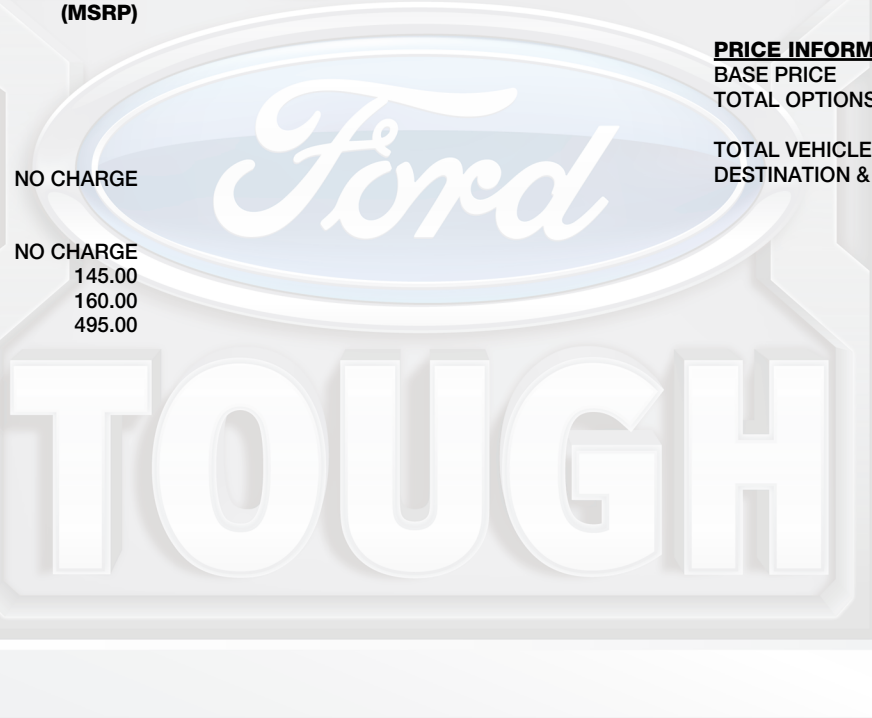 (MSRP)
NO CHARGE
NO CHARGE
145.00
160.00
495.00
PRICE INFORM
BASE PRICE
TOTAL OPTIONS
TOTAL VEHICLE
DESTINATION &
Ford
TOUGH